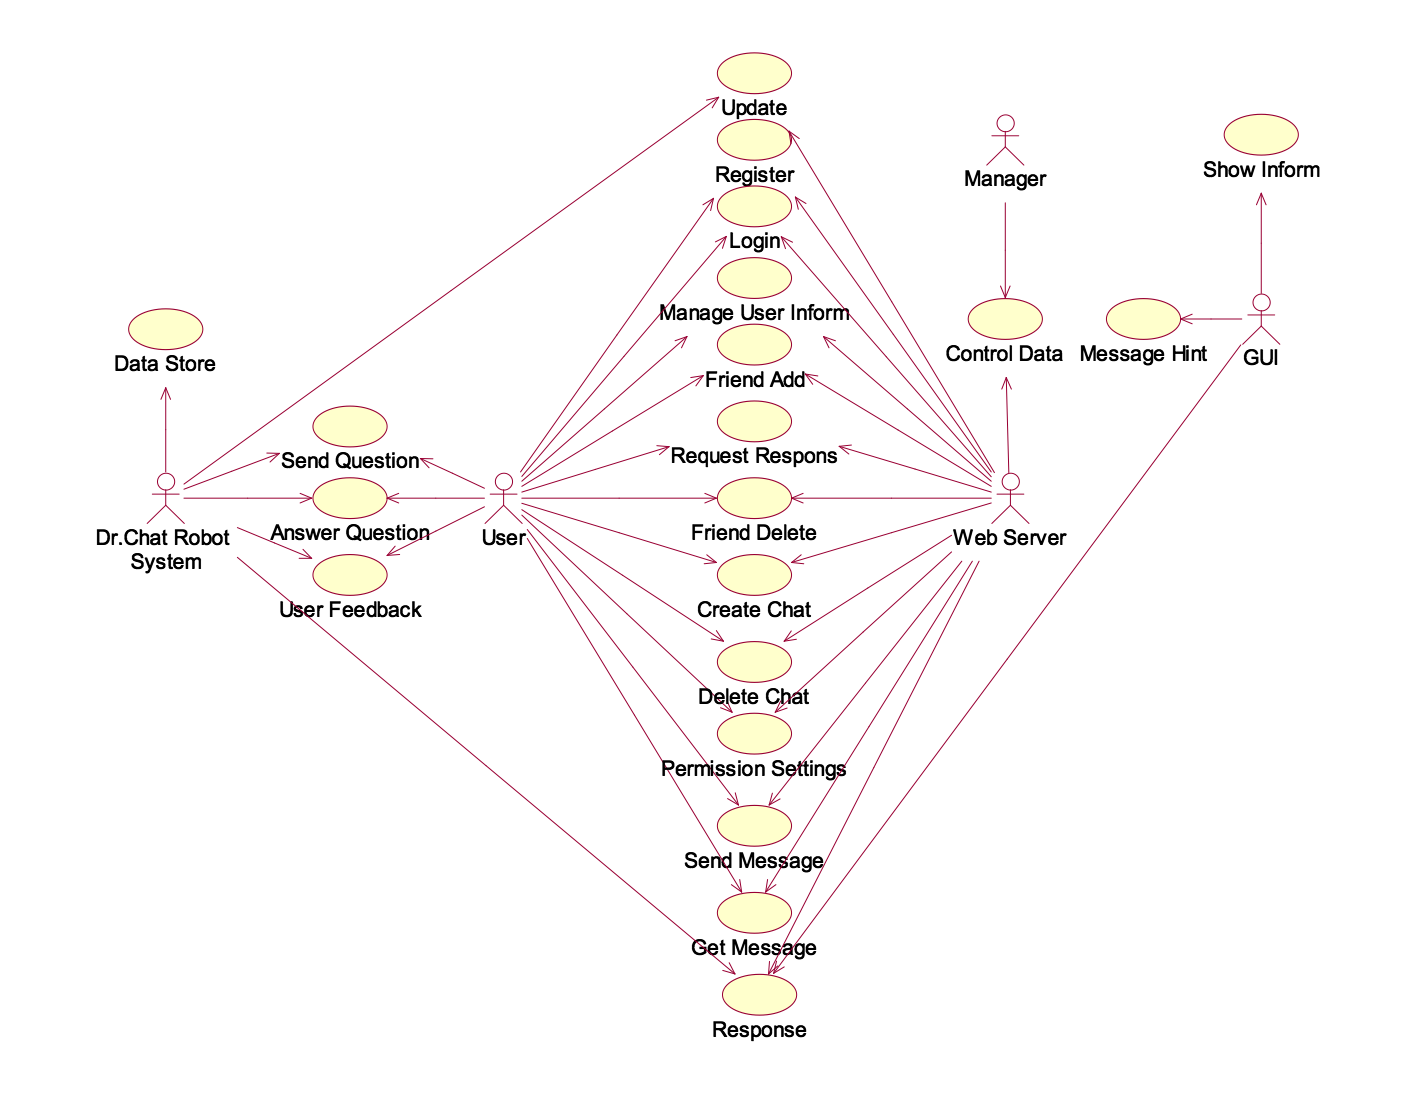 Update
Register
Manager
Show Inform
Login
Manage User Inform
Data Store
Control Data
Message Hint
GUI
Friend Add
Send Question
Request Respons
Dr.Chat Robot
System
Answer Question
User
Friend Delete
Web Server
User Feedback
Create Chat
Delete Chat
Permission Settings
Send Message
Get Message
Response